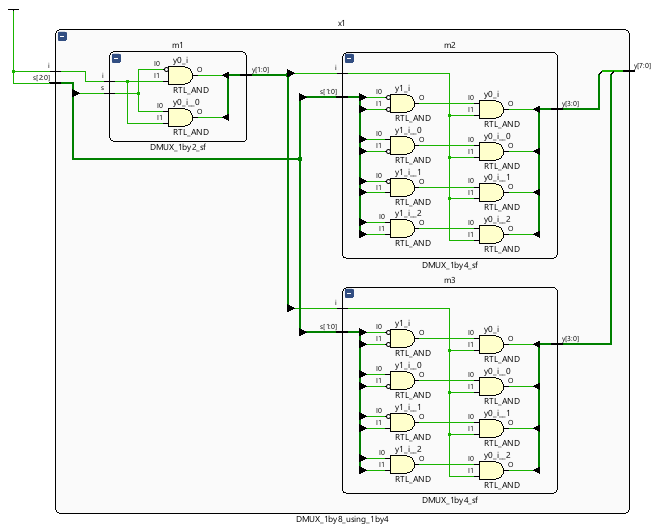 x1
i
s[2:0]
m1
i
s
y0_i
I0
I1
O
RTL_AND
y0_i__0
I0
I1
O
RTL_AND
y[1:0]
DMUX_1by2_sf
m2
i
s[1:0]
y1_i
I0
I1
O
RTL_AND
y0_i
I0
I1
O
RTL_AND
y1_i__0
I0
I1
O
RTL_AND
y0_i__0
I0
I1
O
RTL_AND
y1_i__1
I0
I1
O
RTL_AND
y0_i__1
I0
I1
O
RTL_AND
y1_i__2
I0
I1
O
RTL_AND
y0_i__2
I0
I1
O
RTL_AND
y[3:0]
DMUX_1by4_sf
m3
i
s[1:0]
y1_i
I0
I1
O
RTL_AND
y0_i
I0
I1
O
RTL_AND
y1_i__0
I0
I1
O
RTL_AND
y0_i__0
I0
I1
O
RTL_AND
y1_i__1
I0
I1
O
RTL_AND
y0_i__1
I0
I1
O
RTL_AND
y1_i__2
I0
I1
O
RTL_AND
y0_i__2
I0
I1
O
RTL_AND
y[3:0]
DMUX_1by4_sf
y[7:0]
DMUX_1by8_using_1by4